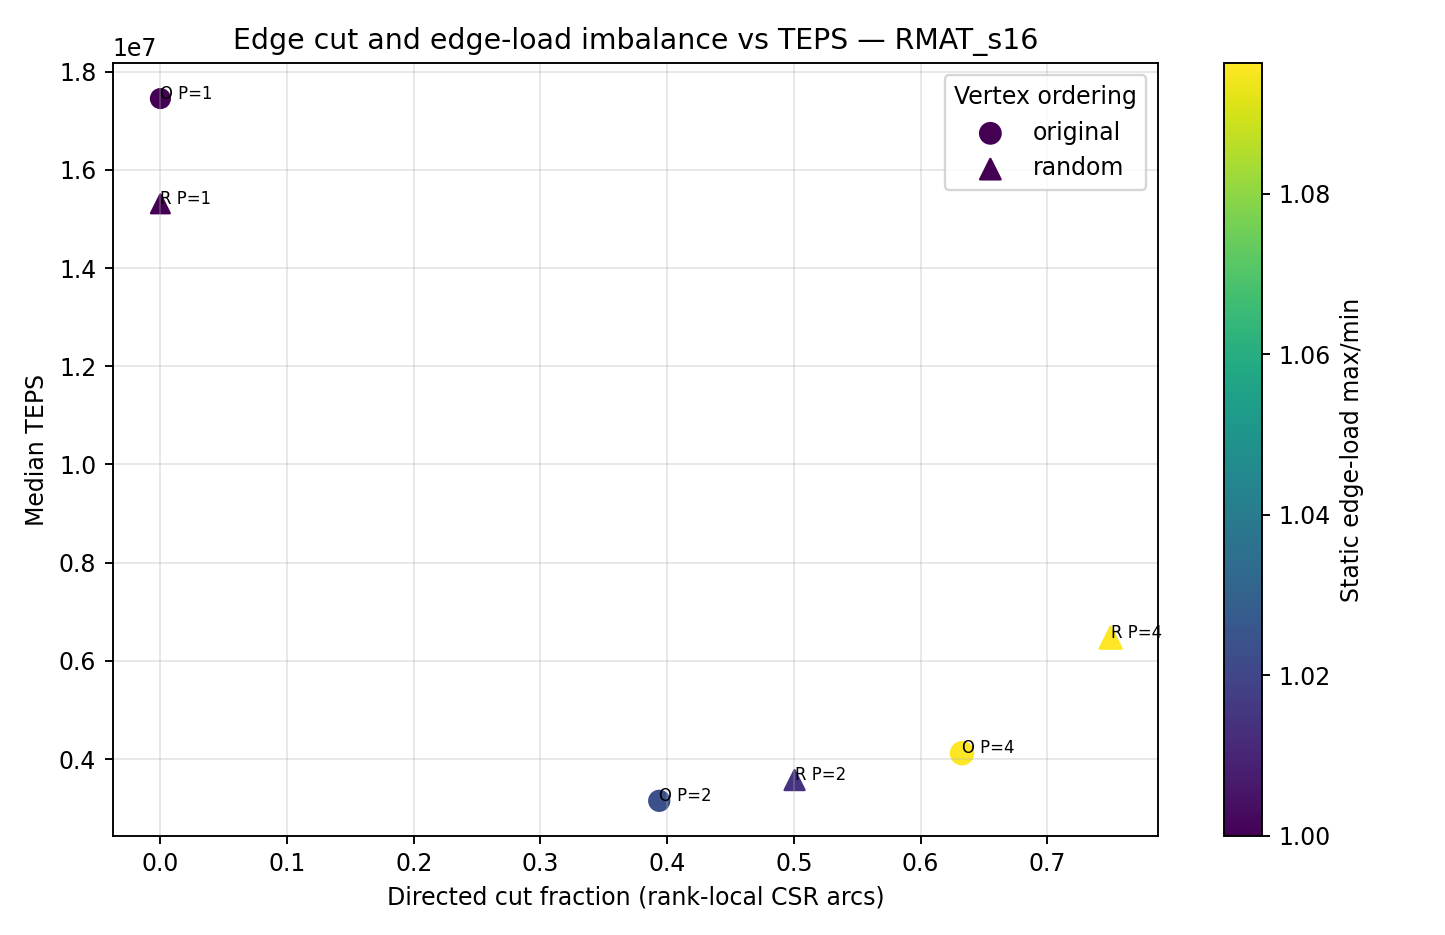 Edge cut and edge-load imbalance vs TEPS — RMAT_s16
1e7
1.8
1.6
1.4
1.2
1.0
0.8
0.6
0.4
Median TEPS
O P=1
R P=1
O P=2
R P=2
O P=4
R P=4
Vertex ordering
original
random
0.0 0.1 0.2 0.3 0.4 0.5 0.6 0.7
Directed cut fraction (rank-local CSR arcs)
1.08
1.06
1.04
1.02
1.00
Static edge-load max/min